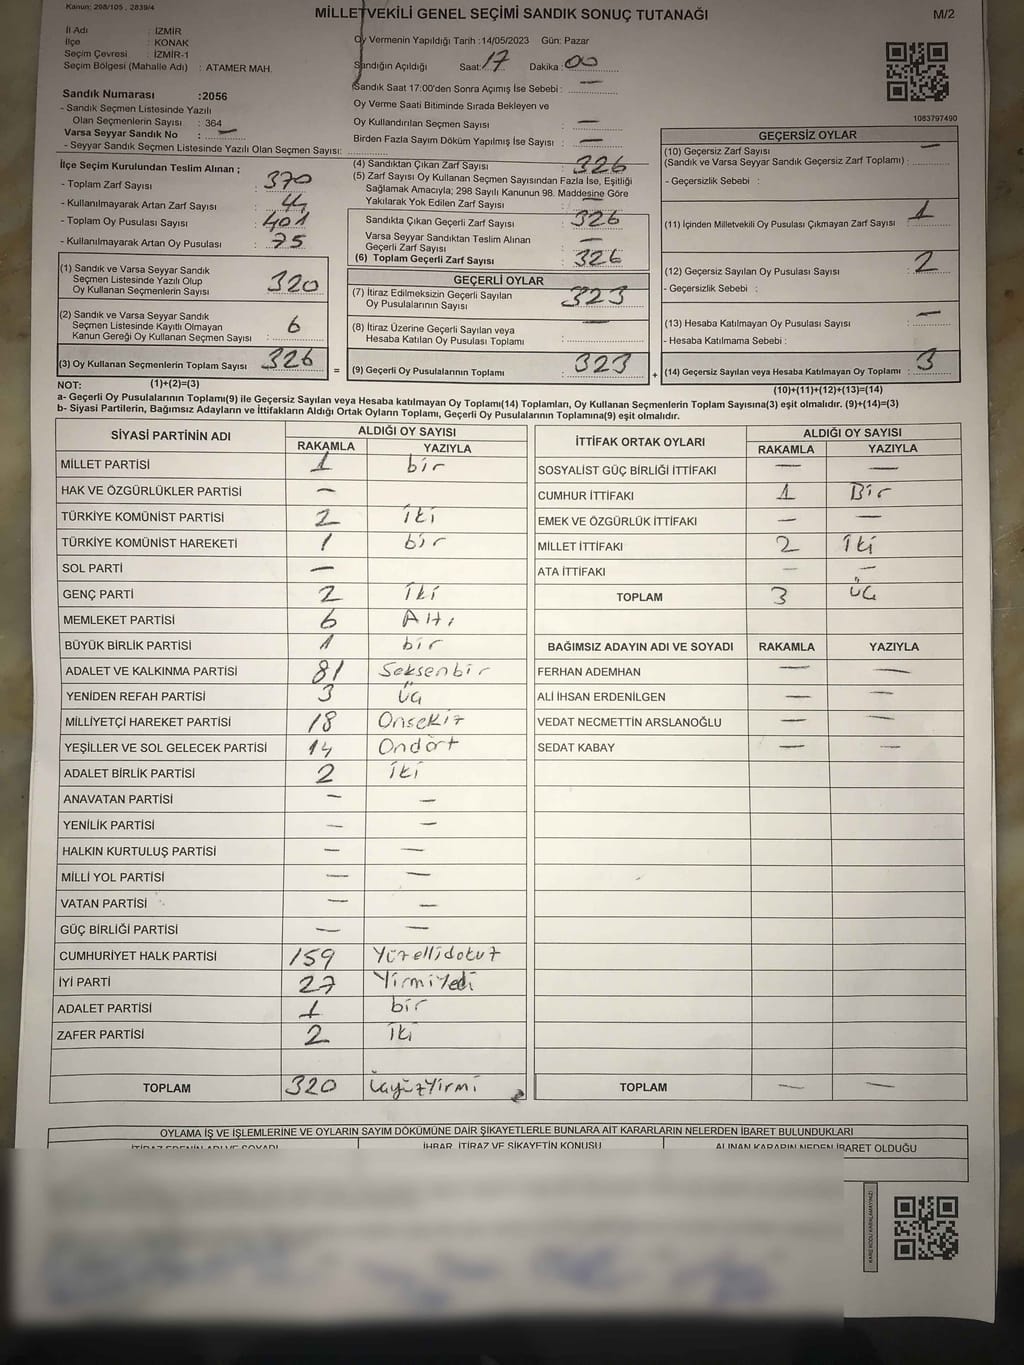 Kanun: 298/105 , 2839/4
MİLLETVEKİLİ GENEL SEÇİMİ SANDIK SONUÇ TUTANAĞI
M/2
İl Adı : İZMİR
İlçe : KONAK
Seçim Çevresi : İZMİR-1
Seçim Bölgesi (Mahalle Adı) : ATAMER MAH.
Oy Vermenin Yapıldığı Tarih :14/05/2023 Gün: Pazar
Sandığın Açıldığı Saat: 17 Dakika : 00
Sandık Saat 17:00'den Sonra Açımış İse Sebebi : —
Oy Verme Saati Bitiminde Sırada Bekleyen ve
Oy Kullandırılan Seçmen Sayısı : —
Birden Fazla Sayım Döküm Yapılmış İse Sayısı : —
1083797490
Sandık Numarası :2056
- Sandık Seçmen Listesinde Yazılı
Olan Seçmenlerin Sayısı : 364
Varsa Seyyar Sandık No : —
- Seyyar Sandık Seçmen Listesinde Yazılı Olan Seçmen Sayısı:
İlçe Seçim Kurulundan Teslim Alınan ;
- Toplam Zarf Sayısı : 370
- Kullanılmayarak Artan Zarf Sayısı : 44
- Toplam Oy Pusulası Sayısı : 401
- Kullanılmayarak Artan Oy Pusulası : 75
(1) Sandık ve Varsa Seyyar Sandık
Seçmen Listesinde Yazılı Olup
Oy Kullanan Seçmenlerin Sayısı : 320
(2) Sandık ve Varsa Seyyar Sandık
Seçmen Listesinde Kayıtlı Olmayan
Kanun Gereği Oy Kullanan Seçmen Sayısı : 6
(3) Oy Kullanan Seçmenlerin Toplam Sayısı : 326
(4) Sandıktan Çıkan Zarf Sayısı : 326
(5) Zarf Sayısı Oy Kullanan Seçmen Sayısından Fazla İse, Eşitliği
Sağlamak Amacıyla; 298 Sayılı Kanunun 98. Maddesine Göre
Yakılarak Yok Edilen Zarf Sayısı : —
Sandıkta Çıkan Geçerli Zarf Sayısı : 326
Varsa Seyyar Sandıktan Teslim Alınan
Geçerli Zarf Sayısı : —
(6) Toplam Geçerli Zarf Sayısı : 326
GEÇERLİ OYLAR
(7) İtiraz Edilmeksizin Geçerli Sayılan
Oy Pusulalarının Sayısı : 323
(8) İtiraz Üzerine Geçerli Sayılan veya
Hesaba Katılan Oy Pusulası Toplamı : —
= (9) Geçerli Oy Pusulalarının Toplamı : 323
GEÇERSİZ OYLAR
(10) Geçersiz Zarf Sayısı
(Sandık ve Varsa Seyyar Sandık Geçersiz Zarf Toplamı) : —
- Geçersizlik Sebebi :
(11) İçinden Milletvekili Oy Pusulası Çıkmayan Zarf Sayısı : 1
(12) Geçersiz Sayılan Oy Pusulası Sayısı : 2
- Geçersizlik Sebebi :
(13) Hesaba Katılmayan Oy Pusulası Sayısı : —
- Hesaba Katılmama Sebebi :
+ (14) Geçersiz Sayılan veya Hesaba Katılmayan Oy Toplamı : 3
NOT: (1)+(2)=(3)
(10)+(11)+(12)+(13)=(14)
a- Geçerli Oy Pusulalarının Toplamı(9) ile Geçersiz Sayılan veya Hesaba katılmayan Oy Toplamı(14) Toplamları, Oy Kullanan Seçmenlerin Toplam Sayısına(3) eşit olmalıdır. (9)+(14)=(3)
b- Siyasi Partilerin, Bağımsız Adayların ve İttifakların Aldığı Ortak Oyların Toplamı, Geçerli Oy Pusulalarının Toplamına(9) eşit olmalıdır.
SİYASİ PARTİNİN ADI ALDIĞI OY SAYISI
RAKAMLA YAZIYLA
MİLLET PARTİSİ 1 bir
HAK VE ÖZGÜRLÜKLER PARTİSİ —
TÜRKİYE KOMÜNİST PARTİSİ 2 iki
TÜRKİYE KOMÜNİST HAREKETİ 1 bir
SOL PARTİ —
GENÇ PARTİ 2 iki
MEMLEKET PARTİSİ 6 Altı
BÜYÜK BİRLİK PARTİSİ 1 bir
ADALET VE KALKINMA PARTİSİ 81 Seksenbir
YENİDEN REFAH PARTİSİ 3 üç
MİLLİYETÇİ HAREKET PARTİSİ 18 Onsekiz
YEŞİLLER VE SOL GELECEK PARTİSİ 14 Ondört
ADALET BİRLİK PARTİSİ 2 iki
ANAVATAN PARTİSİ — —
YENİLİK PARTİSİ — —
HALKIN KURTULUŞ PARTİSİ — —
MİLLİ YOL PARTİSİ — —
VATAN PARTİSİ — —
GÜÇ BİRLİĞİ PARTİSİ — —
CUMHURİYET HALK PARTİSİ 159 Yüzellidokuz
İYİ PARTİ 27 Yirmiyedi
ADALET PARTİSİ 1 bir
ZAFER PARTİSİ 2 iki
TOPLAM 320 üçyüzyirmi
İTTİFAK ORTAK OYLARI ALDIĞI OY SAYISI
RAKAMLA YAZIYLA
SOSYALİST GÜÇ BİRLİĞİ İTTİFAKI — —
CUMHUR İTTİFAKI 1 Bir
EMEK VE ÖZGÜRLÜK İTTİFAKI — —
MİLLET İTTİFAKI 2 iki
ATA İTTİFAKI — —
TOPLAM 3 üç
BAĞIMSIZ ADAYIN ADI VE SOYADI RAKAMLA YAZIYLA
FERHAN ADEMHAN — —
ALİ İHSAN ERDENİLGEN — —
VEDAT NECMETTİN ARSLANOĞLU — —
SEDAT KABAY — —
TOPLAM — —
OYLAMA İŞ VE İŞLEMLERİNE VE OYLARIN SAYIM DÖKÜMÜNE DAİR ŞİKAYETLERLE BUNLARA AİT KARARLARIN NELERDEN İBARET BULUNDUKLARI
İTİRAZ EDENİN ADI VE SOYADI İHBAR, İTİRAZ VE ŞİKAYETİN KONUSU ALINAN KARARIN NEDEN İBARET OLDUĞU
KARE KODU KARALAMAYINIZ!